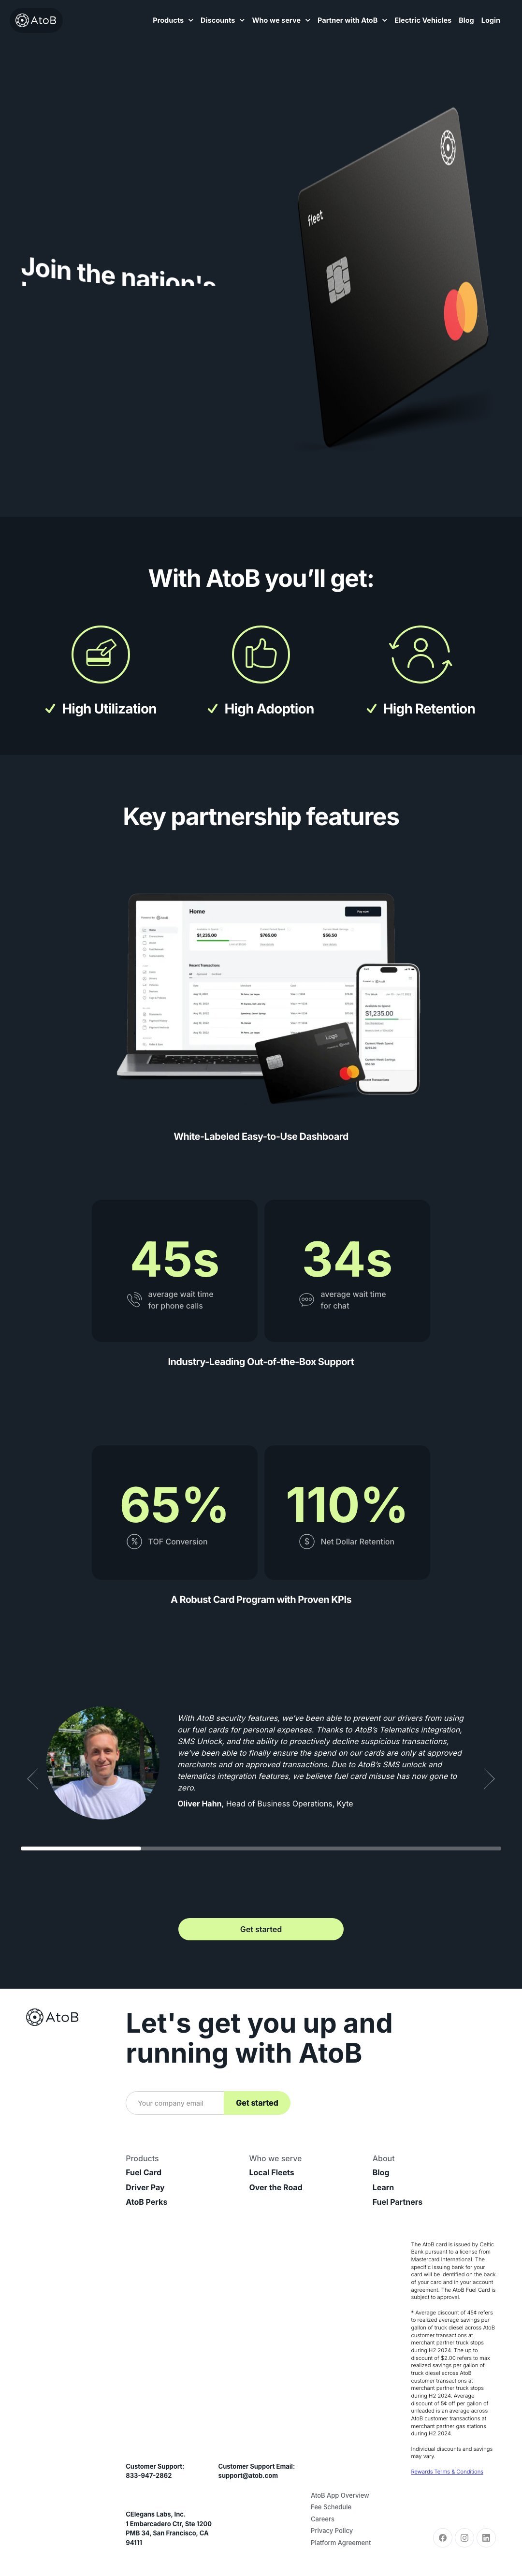 AtoB
Products
Discounts
Who we serve
Partner with AtoB
Electric Vehicles
Blog
Login
fleet
Join the nation's
With AtoB you’ll get:
High Utilization
High Adoption
High Retention
Key partnership features
Home
Pay now
$1,235.00
$765.00
$56.50
Recent Transactions
$1,235.00
Logo
White-Labeled Easy-to-Use Dashboard
45s
average wait time
for phone calls
34s
average wait time
for chat
Industry-Leading Out-of-the-Box Support
65%
TOF Conversion
110%
Net Dollar Retention
A Robust Card Program with Proven KPIs
With AtoB security features, we've been able to prevent our drivers from using
our fuel cards for personal expenses. Thanks to AtoB’s Telematics integration,
SMS Unlock, and the ability to proactively decline suspicious transactions,
we’ve been able to finally ensure the spend on our cards are only at approved
merchants and on approved transactions. Due to AtoB’s SMS unlock and
telematics integration features, we believe fuel card misuse has now gone to
zero.
Oliver Hahn, Head of Business Operations, Kyte
Get started
AtoB
Let's get you up and
running with AtoB
Your company email
Get started
Products
Fuel Card
Driver Pay
AtoB Perks
Who we serve
Local Fleets
Over the Road
About
Blog
Learn
Fuel Partners
The AtoB card is issued by Celtic
Bank pursuant to a license from
Mastercard International. The
specific issuing bank for your
card will be identified on the back
of your card and in your account
agreement. The AtoB Fuel Card is
subject to approval.
* Average discount of 45¢ refers
to realized average savings per
gallon of truck diesel across AtoB
customer transactions at
merchant partner truck stops
during H2 2024. The up to
discount of $2.00 refers to max
realized savings per gallon of
truck diesel across AtoB
customer transactions at
merchant partner truck stops
during H2 2024. Average
discount of 5¢ off per gallon of
unleaded is an average across
AtoB customer transactions at
merchant partner gas stations
during H2 2024.
Individual discounts and savings
may vary.
Rewards Terms & Conditions
Customer Support:
833-947-2862
Customer Support Email:
support@atob.com
CElegans Labs, Inc.
1 Embarcadero Ctr, Ste 1200
PMB 34, San Francisco, CA
94111
AtoB App Overview
Fee Schedule
Careers
Privacy Policy
Platform Agreement